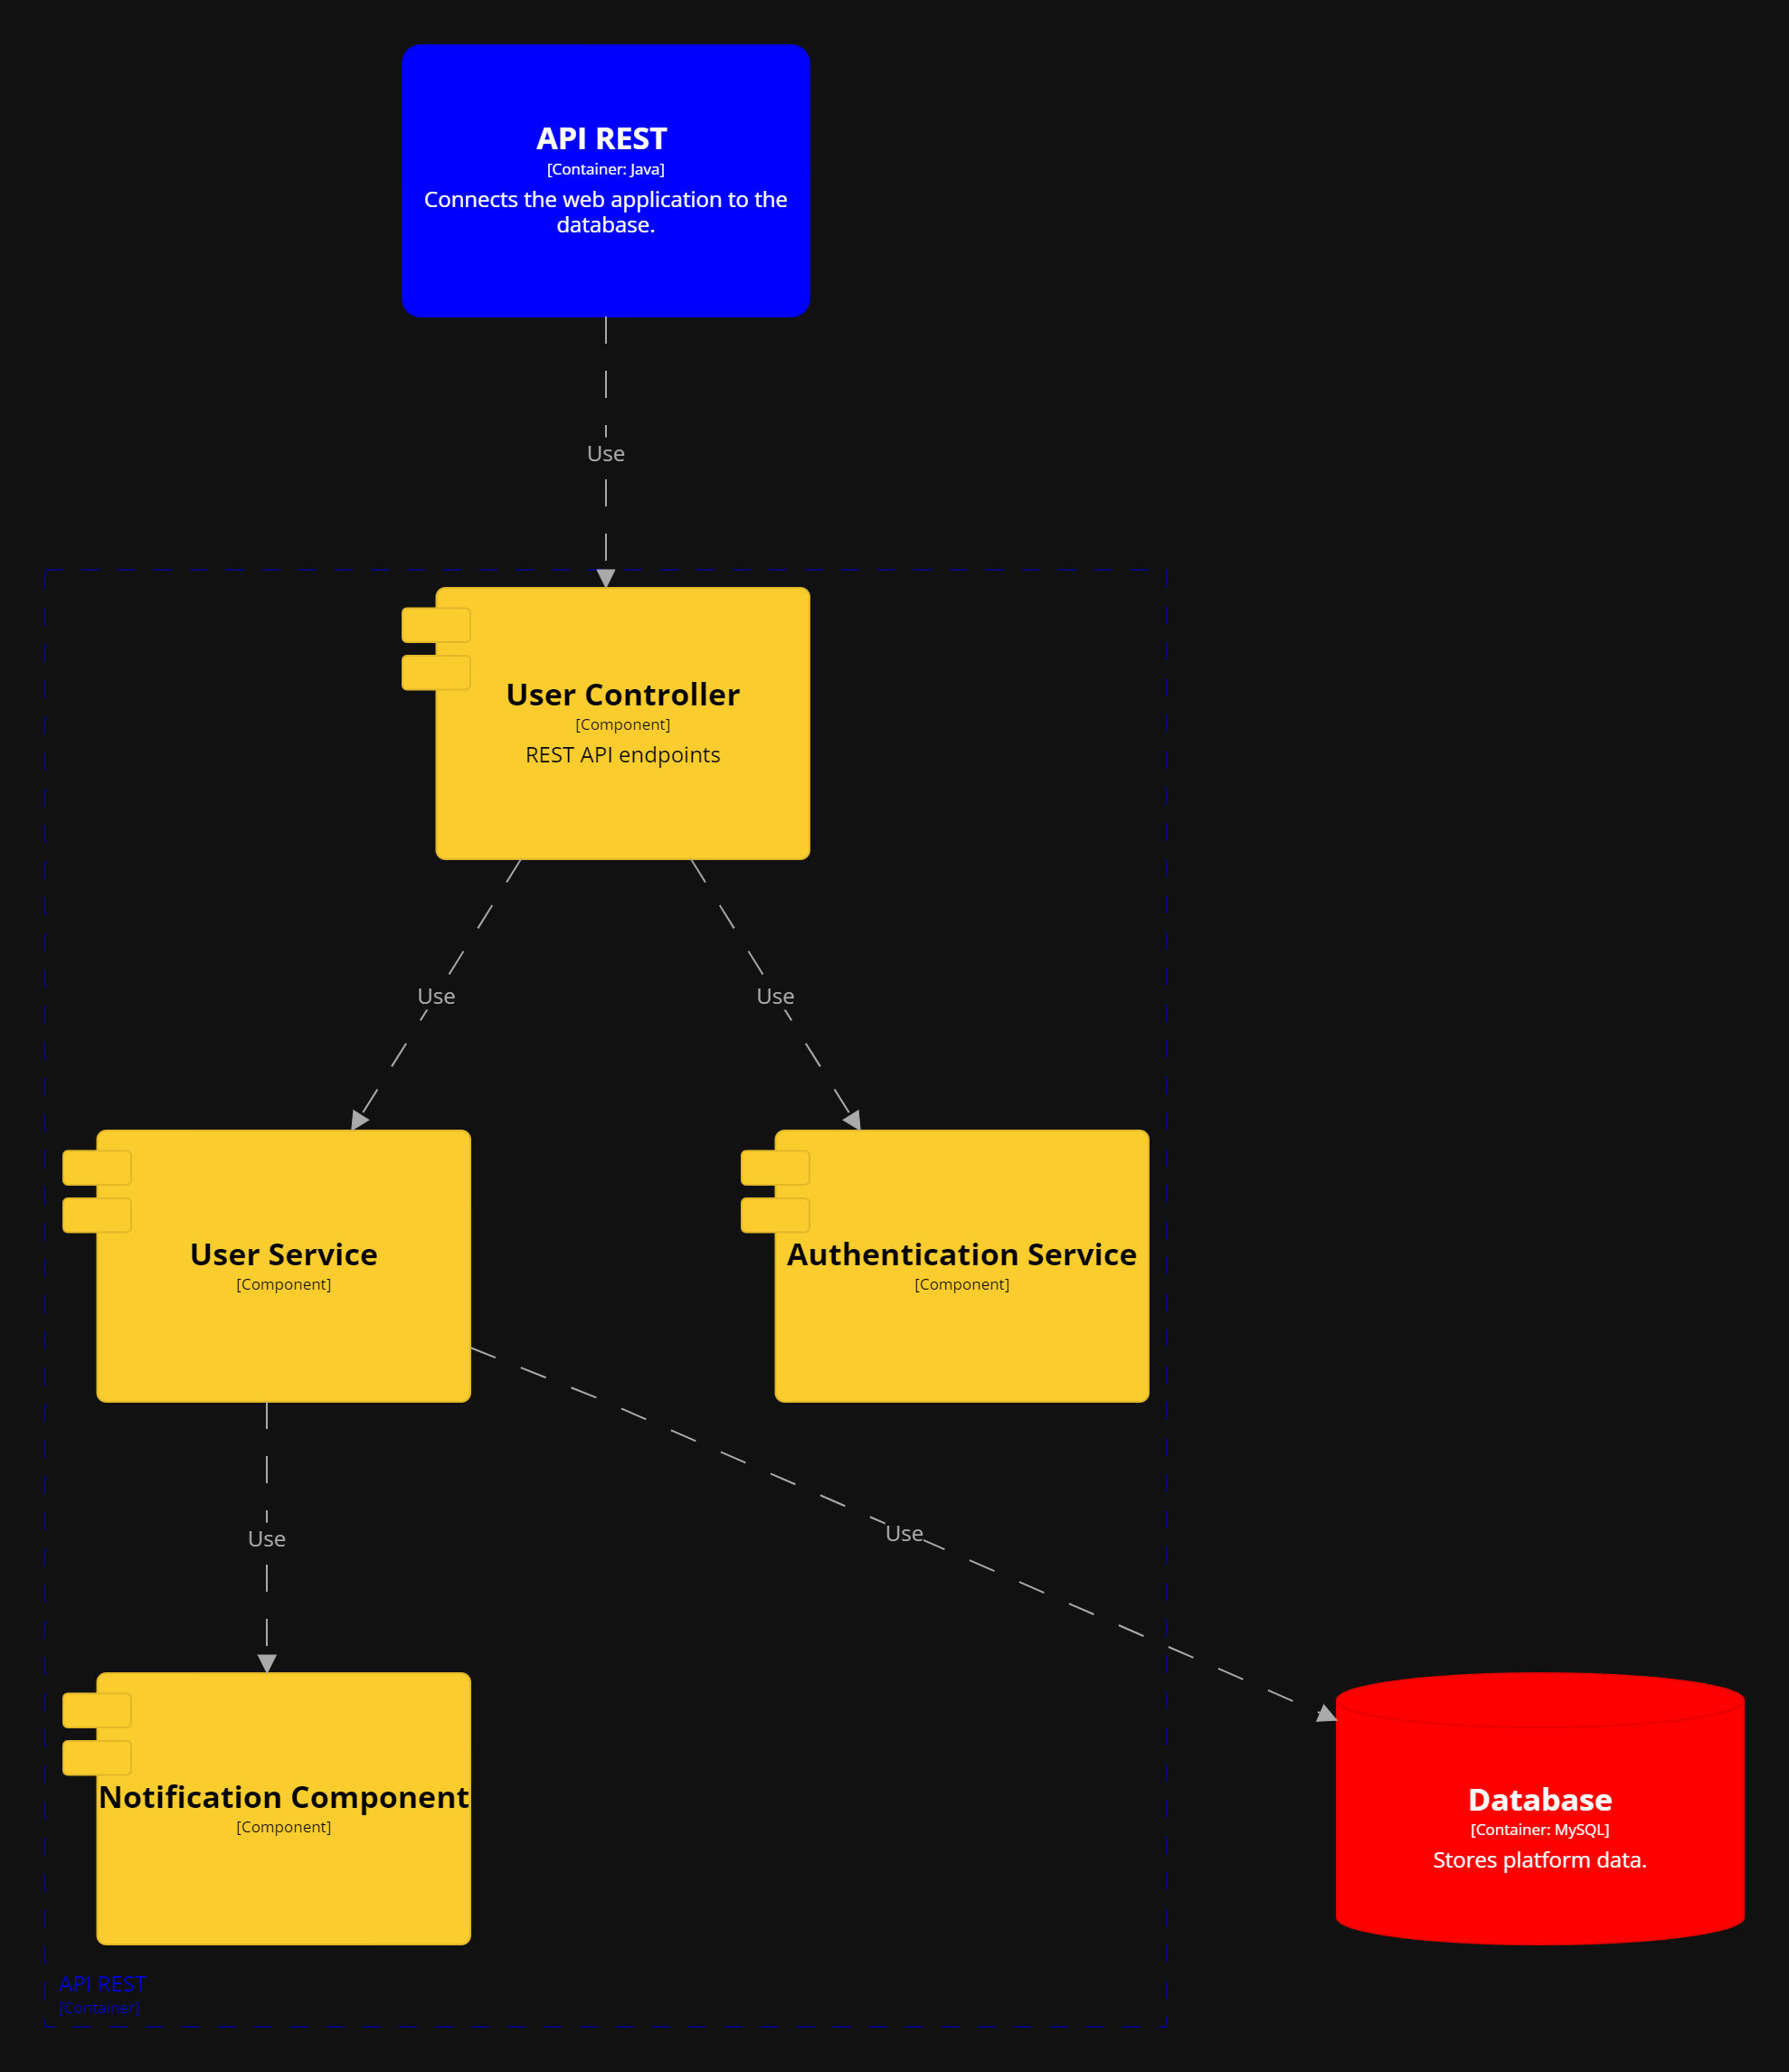 API REST
[Container: Java]
Connects the web application to the
database.
Use
User Controller
[Component]
REST API endpoints
Use
Use
User Service
[Component]
Authentication Service
[Component]
Use
Use
Notification Component
[Component]
Database
[Container: MySQL]
Stores platform data.
API REST
[Container]